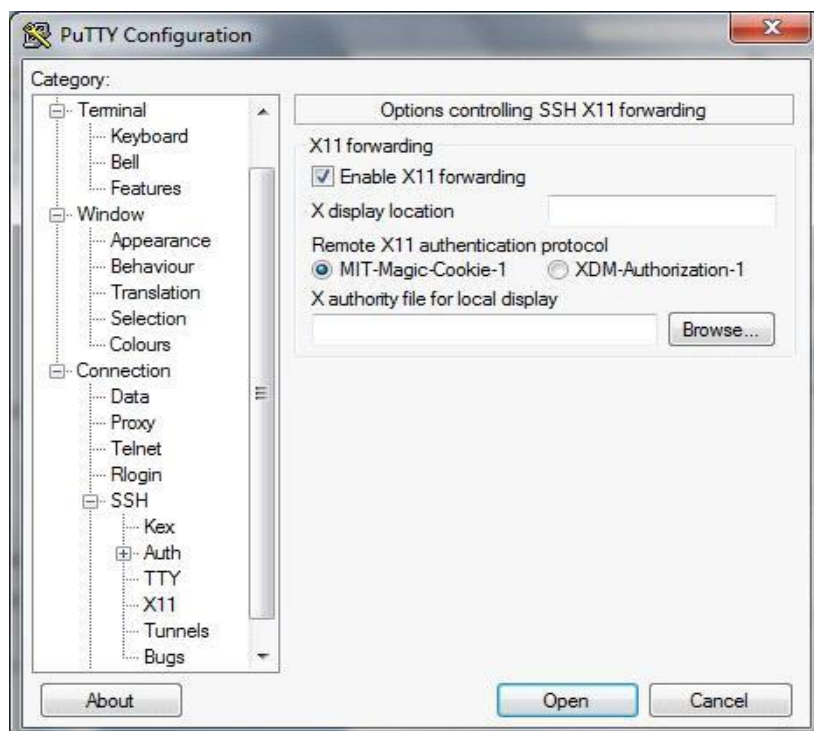 PuTTY Configuration
Category:
Terminal
Keyboard
Bell
Features
Window
Appearance
Behaviour
Translation
Selection
Colours
Connection
Data
Proxy
Telnet
Rlogin
SSH
Kex
Auth
TTY
X11
Tunnels
Bugs
Options controlling SSH X11 forwarding
X11 forwarding
Enable X11 forwarding
X display location
Remote X11 authentication protocol
MIT-Magic-Cookie-1 XDM-Authorization-1
X authority file for local display
Browse...
About Open Cancel